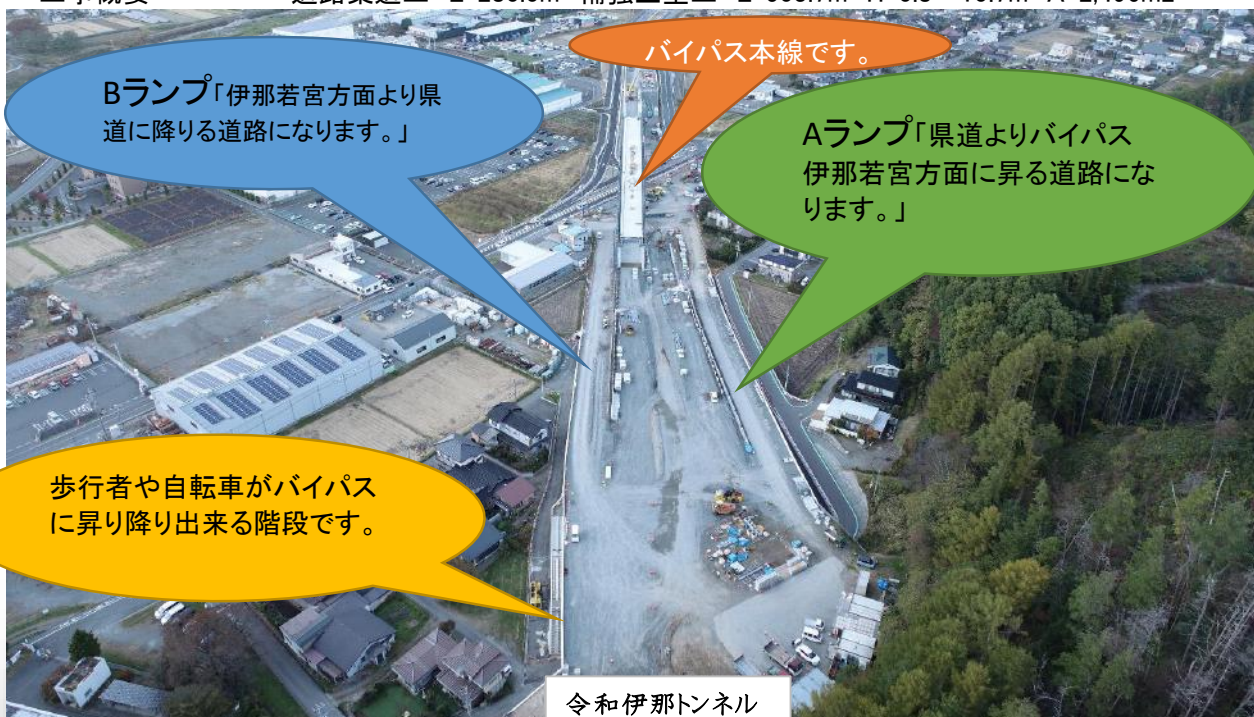 バイパス本線です。
Bランプ「伊那若宮方面より県
道に降りる道路になります。」
Aランプ「県道よりバイパス
伊那若宮方面に昇る道路にな
ります。」
歩行者や自転車がバイパス
に昇り降り出来る階段です。
令和伊那トンネル